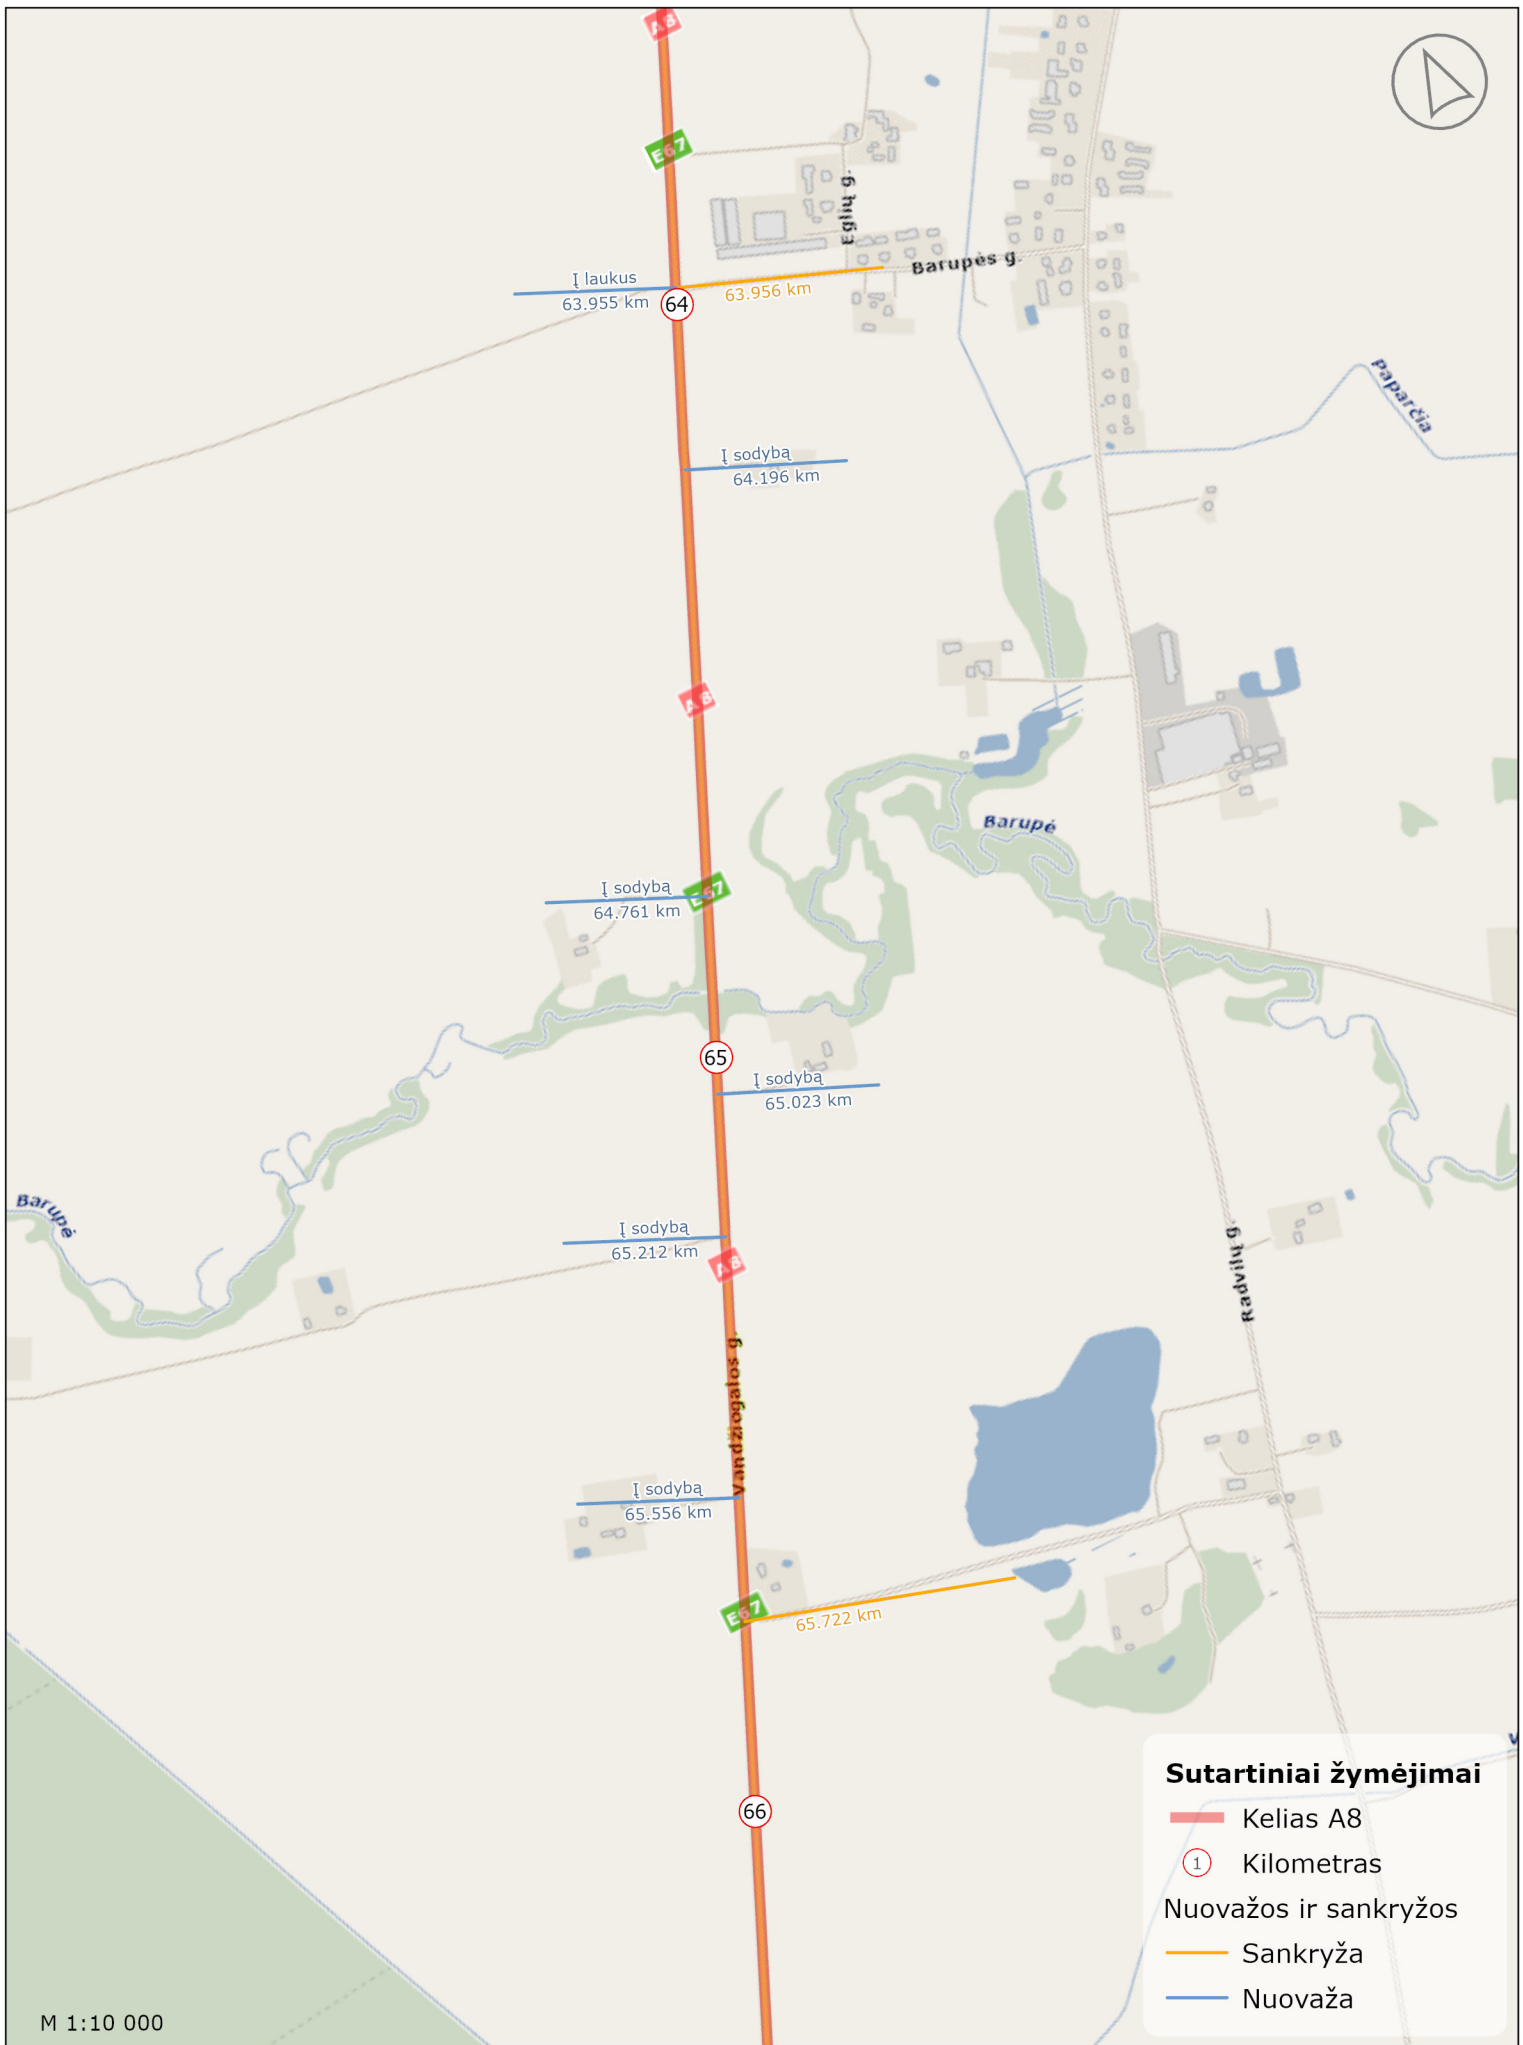 A8
E67
Eglių g.
Barupės g.
Į laukus
63.955 km
63.956 km
64
Paparčia
Į sodybą
64.196 km
A8
Barupė
E67
Į sodybą
64.761 km
65
Į sodybą
65.023 km
Barupė
Į sodybą
65.212 km
A8
Radvilų g.
Vandžiogalos g.
Į sodybą
65.556 km
E67
65.722 km
66
Sutartiniai žymėjimai
Kelias A8
1
Kilometras
Nuovažos ir sankryžos
Sankryža
Nuovaža
M 1:10 000